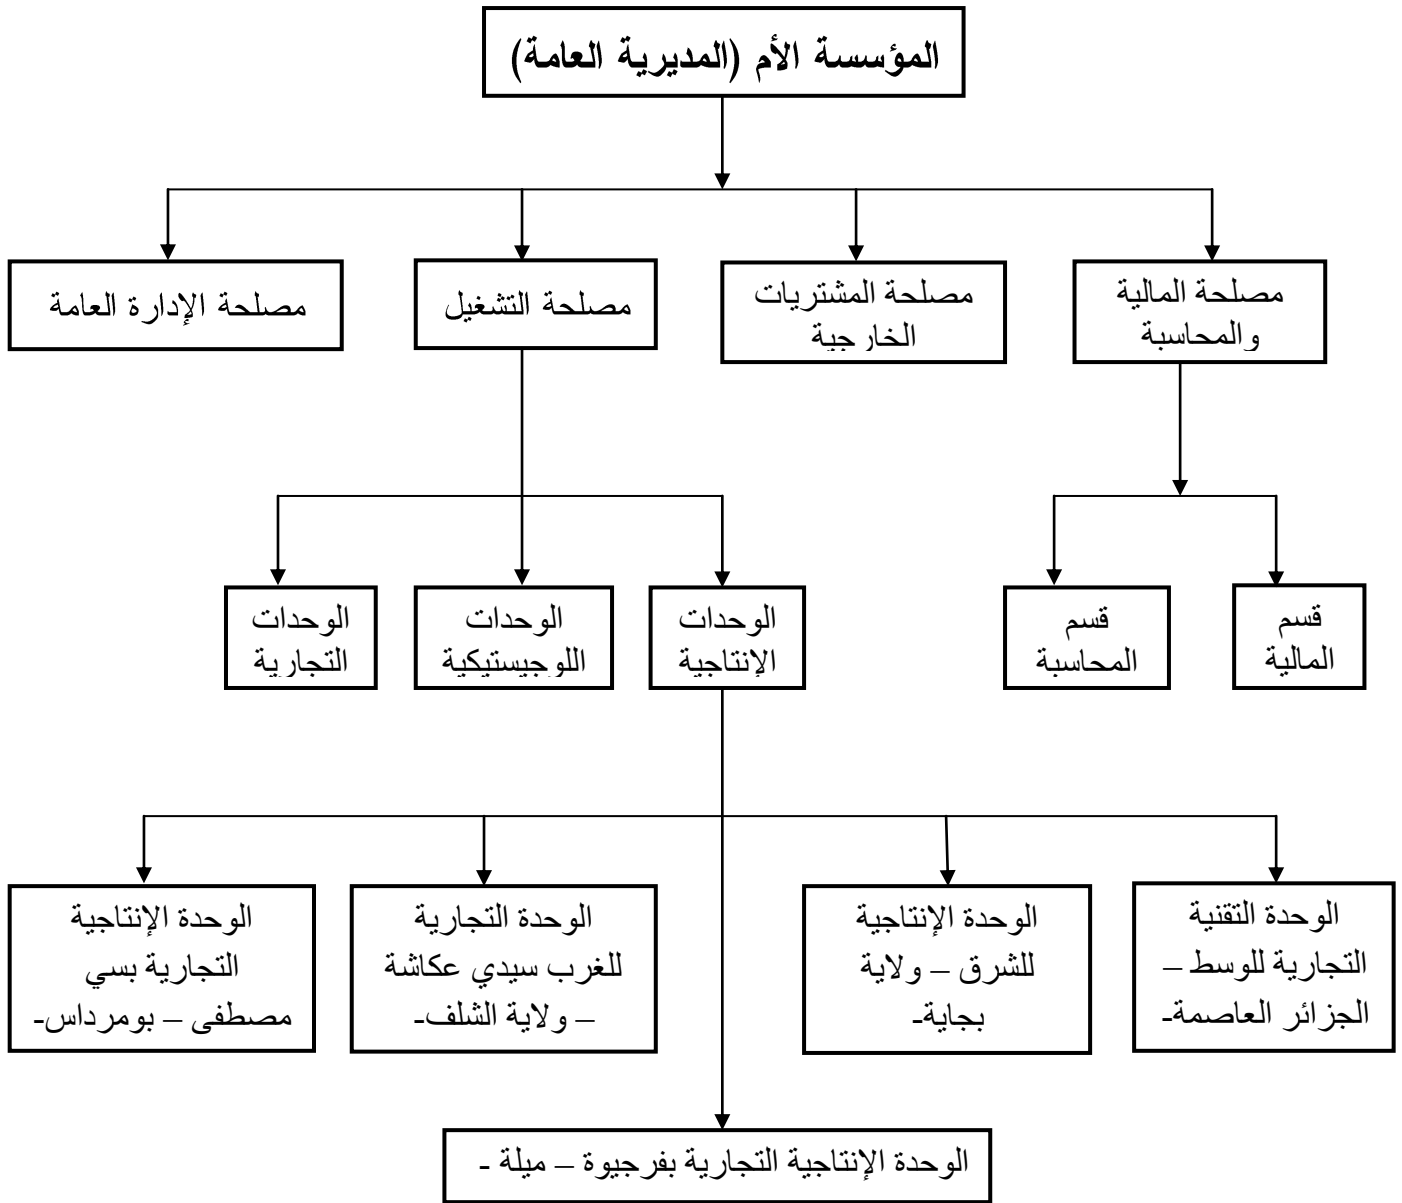 المؤسسة الأم (المديرية العامة)
مصلحة المالية
والمحاسبة
مصلحة المشتريات
الخارجية
مصلحة التشغيل
مصلحة الإدارة العامة
قسم
المالية
قسم
المحاسبة
الوحدات
الإنتاجية
الوحدات
اللوجيستيكية
الوحدات
التجارية
الوحدة التقنية
التجارية للوسط –
الجزائر العاصمة-
الوحدة الإنتاجية
للشرق – ولاية
بجاية-
الوحدة التجارية
للغرب سيدي عكاشة
– ولاية الشلف-
الوحدة الإنتاجية
التجارية بسي
مصطفى – بومرداس-
الوحدة الإنتاجية التجارية بفرجيوة – ميلة -